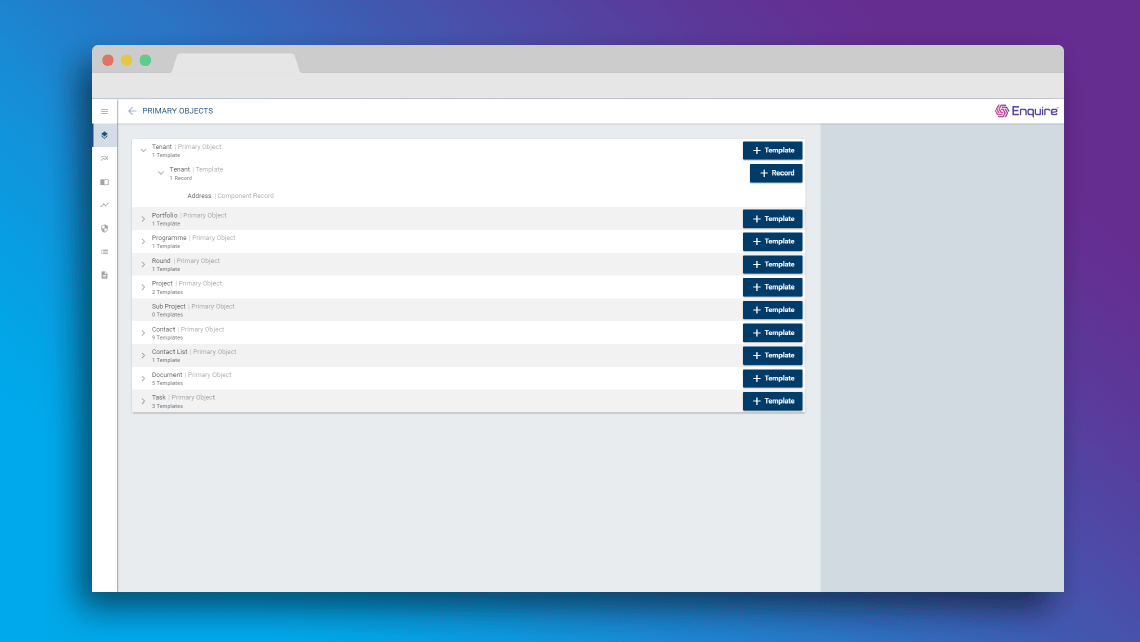 PRIMARY OBJECTS
Enquire
Tenant | Primary Object
1 Template
+ Template
Tenant | Template
1 Record
+ Record
Address | Component Record
Portfolio | Primary Object
1 Template
+ Template
Programme | Primary Object
1 Template
+ Template
Round | Primary Object
1 Template
+ Template
Project | Primary Object
2 Templates
+ Template
Sub Project | Primary Object
0 Templates
+ Template
Contact | Primary Object
9 Templates
+ Template
Contact List | Primary Object
1 Template
+ Template
Document | Primary Object
5 Templates
+ Template
Task | Primary Object
3 Templates
+ Template